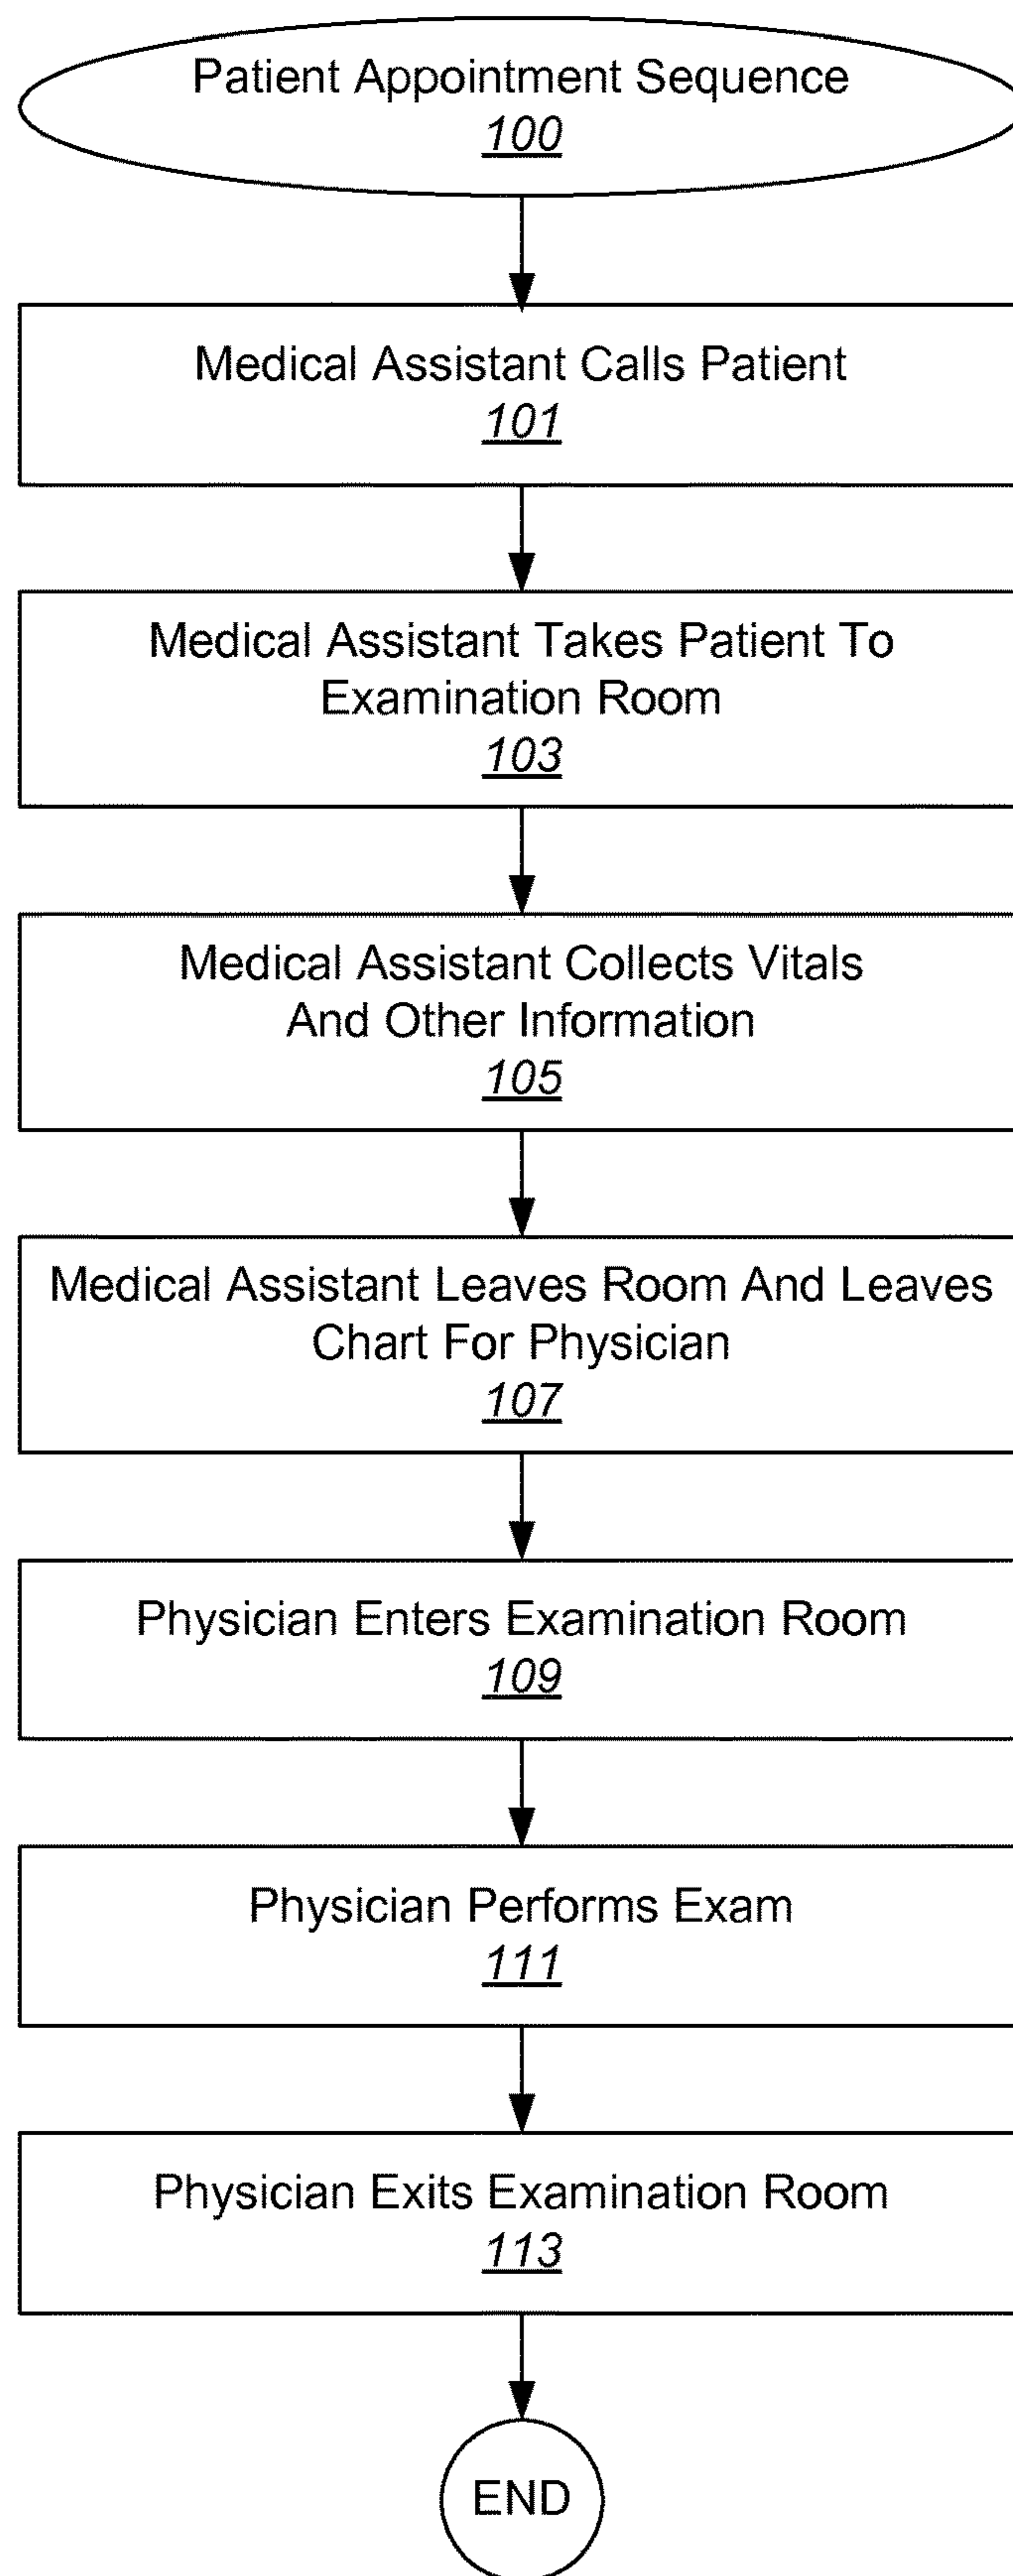 Patient Appointment Sequence
100
Medical Assistant Calls Patient
101
Medical Assistant Takes Patient To
Examination Room
103
Medical Assistant Collects Vitals
And Other Information
105
Medical Assistant Leaves Room And Leaves
Chart For Physician
107
Physician Enters Examination Room
109
Physician Performs Exam
111
Physician Exits Examination Room
113
END